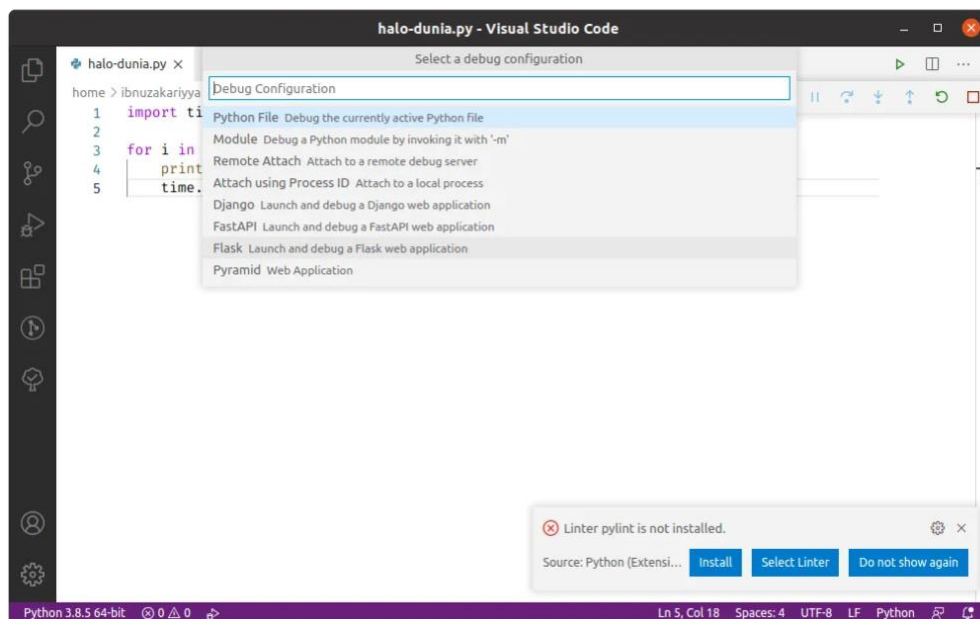 halo-dunia.py - Visual Studio Code
halo-dunia.py
Select a debug configuration
Debug Configuration
home > ibnuzakariyya
1 import ti
2
3 for i in
4 print
5 time.
Python File Debug the currently active Python file
Module Debug a Python module by invoking it with '-m'
Remote Attach Attach to a remote debug server
Attach using Process ID Attach to a local process
Django Launch and debug a Django web application
FastAPI Launch and debug a FastAPI web application
Flask Launch and debug a Flask web application
Pyramid Web Application
Linter pylint is not installed.
Source: Python (Extensi... Install Select Linter Do not show again
Python 3.8.5 64-bit 0 0 Ln 5, Col 18 Spaces: 4 UTF-8 LF Python